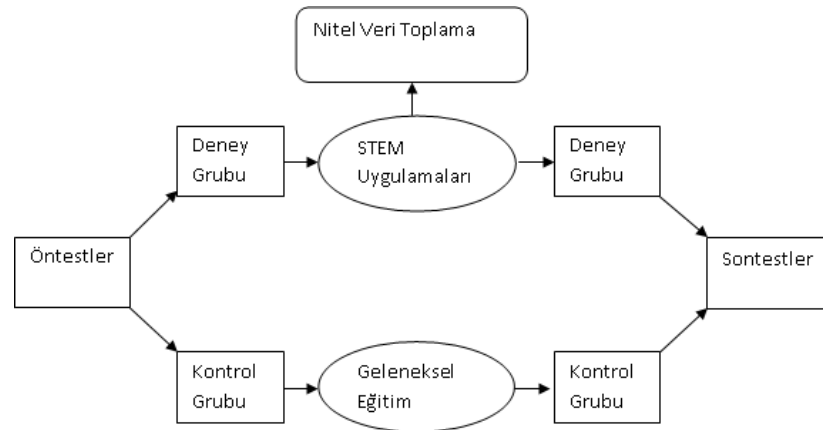 Nitel Veri Toplama
Deney
Grubu
STEM
Uygulamaları
Deney
Grubu
Öntestler
Sontestler
Kontrol
Grubu
Geleneksel
Eğitim
Kontrol
Grubu